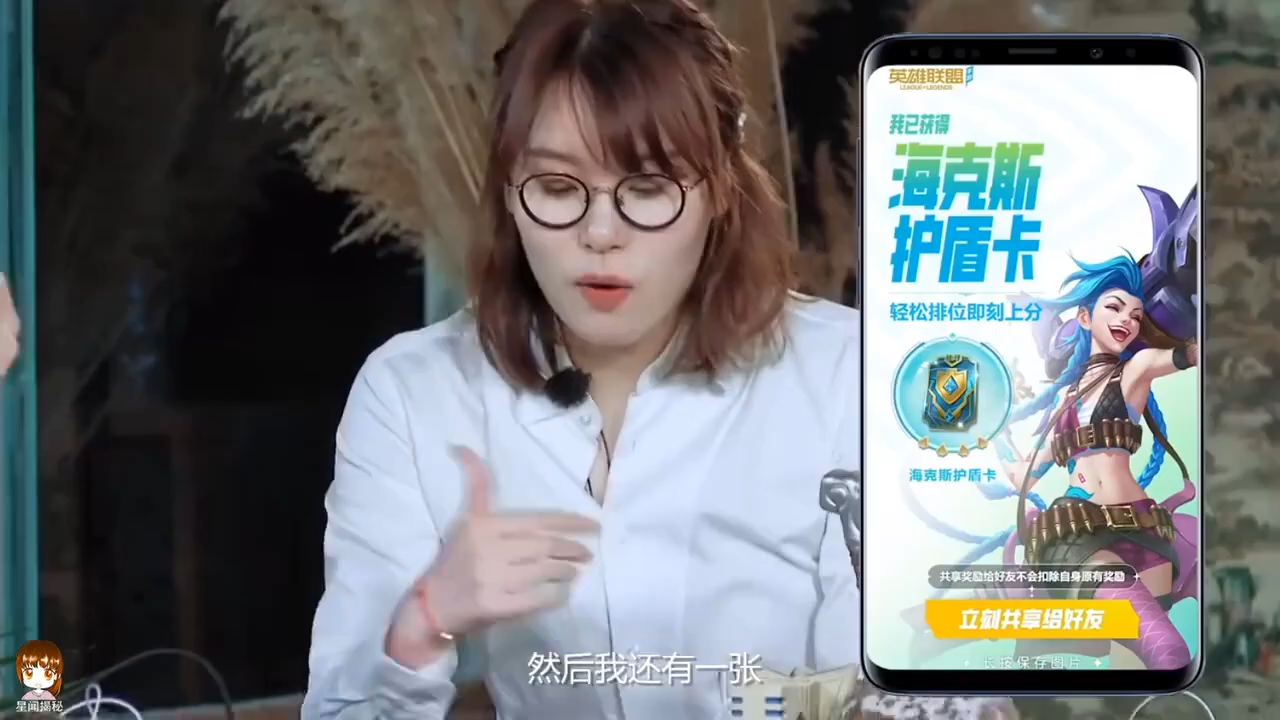 英雄联盟
手游
LEAGUE OF LEGENDS
我已获得
海克斯
护盾卡
轻松排位即刻上分
海克斯护盾卡
共享奖励给好友不会扣除自身原有奖励
立刻共享给好友
长按保存图片
然后我还有一张
星闻揭秘